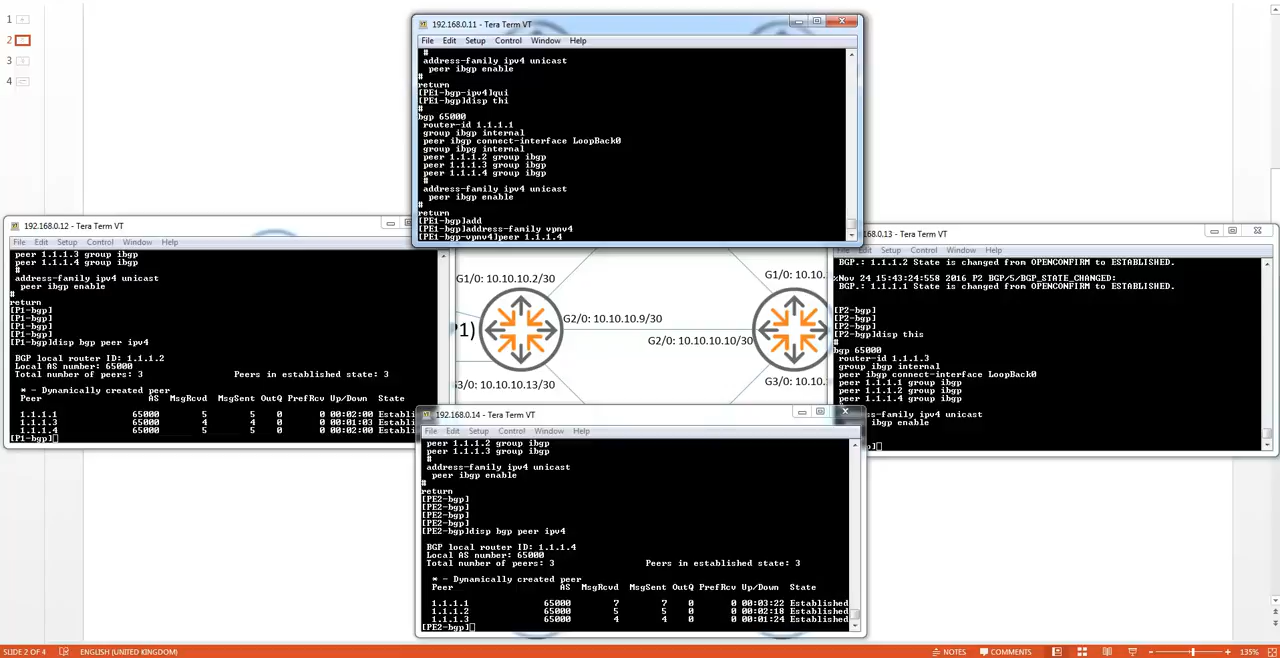 1
2
3
4
192.168.0.11 - Tera Term VT
File Edit Setup Control Window Help
#
address-family ipv4 unicast
peer ibgp enable
#
return
[PE1-bgp-ipv4]qui
[PE1-bgp]disp thi
#
bgp 65000
router-id 1.1.1.1
group ibgp internal
peer ibgp connect-interface LoopBack0
group ibpg internal
peer 1.1.1.2 group ibgp
peer 1.1.1.3 group ibgp
peer 1.1.1.4 group ibgp
#
address-family ipv4 unicast
peer ibgp enable
#
return
[PE1-bgp]add
[PE1-bgp]address-family vpnv4
[PE1-bgp-vpnv4]peer 1.1.1.4
192.168.0.12 - Tera Term VT
File Edit Setup Control Window Help
peer 1.1.1.3 group ibgp
peer 1.1.1.4 group ibgp
#
address-family ipv4 unicast
peer ibgp enable
#
return
[P1-bgp]
[P1-bgp]
[P1-bgp]
[P1-bgp]
[P1-bgp]disp bgp peer ipv4
BGP local router ID: 1.1.1.2
Local AS number: 65000
Total number of peers: 3 Peers in established state: 3
* - Dynamically created peer
Peer AS MsgRcvd MsgSent OutQ PrefRcv Up/Down State
1.1.1.1 65000 5 5 0 0 00:02:00 Establi
1.1.1.3 65000 4 4 0 0 00:01:03 Establi
1.1.1.4 65000 5 5 0 0 00:02:00 Establi
[P1-bgp]
G1/0: 10.10.10.2/30
G1/0: 10.10.
P1)
G2/0: 10.10.10.9/30
G2/0: 10.10.10.10/30
G3/0: 10.10.10.13/30
G3/0: 10.10.
168.0.13 - Tera Term VT
Edit Setup Control Window Help
BGP.: 1.1.1.2 State is changed from OPENCONFIRM to ESTABLISHED.
%Nov 24 15:43:24:558 2016 P2 BGP/5/BGP_STATE_CHANGED:
BGP.: 1.1.1.1 State is changed from OPENCONFIRM to ESTABLISHED.
[P2-bgp]
[P2-bgp]
[P2-bgp]
[P2-bgp]disp this
#
bgp 65000
router-id 1.1.1.3
group ibgp internal
peer ibgp connect-interface LoopBack0
peer 1.1.1.1 group ibgp
peer 1.1.1.2 group ibgp
peer 1.1.1.4 group ibgp
ess-family ipv4 unicast
ibgp enable
gp]
192.168.0.14 - Tera Term VT
File Edit Setup Control Window Help
peer 1.1.1.2 group ibgp
peer 1.1.1.3 group ibgp
#
address-family ipv4 unicast
peer ibgp enable
#
return
[PE2-bgp]
[PE2-bgp]
[PE2-bgp]
[PE2-bgp]
[PE2-bgp]disp bgp peer ipv4
BGP local router ID: 1.1.1.4
Local AS number: 65000
Total number of peers: 3 Peers in established state: 3
* - Dynamically created peer
Peer AS MsgRcvd MsgSent OutQ PrefRcv Up/Down State
1.1.1.1 65000 7 7 0 0 00:03:22 Established
1.1.1.2 65000 5 5 0 0 00:02:18 Established
1.1.1.3 65000 4 4 0 0 00:01:24 Established
[PE2-bgp]
SLIDE 2 OF 4 ENGLISH (UNITED KINGDOM) NOTES COMMENTS 135%